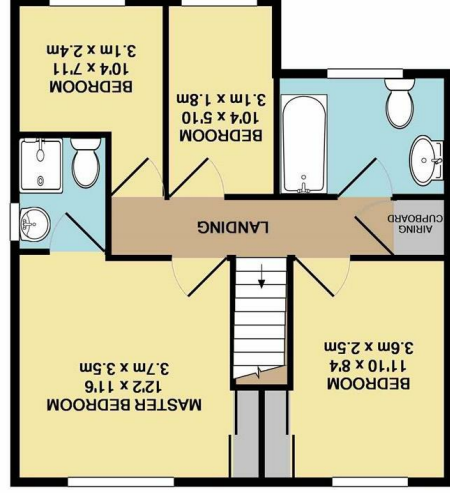 MASTER BEDROOM
12'2 x 11'6
3.7m x 3.5m
BEDROOM
11'10 x 8'4
3.6m x 2.5m
LANDING
AIRING
CUPBOARD
BEDROOM
10'4 x 5'10
3.1m x 1.8m
BEDROOM
10'4 x 7'11
3.1m x 2.4m